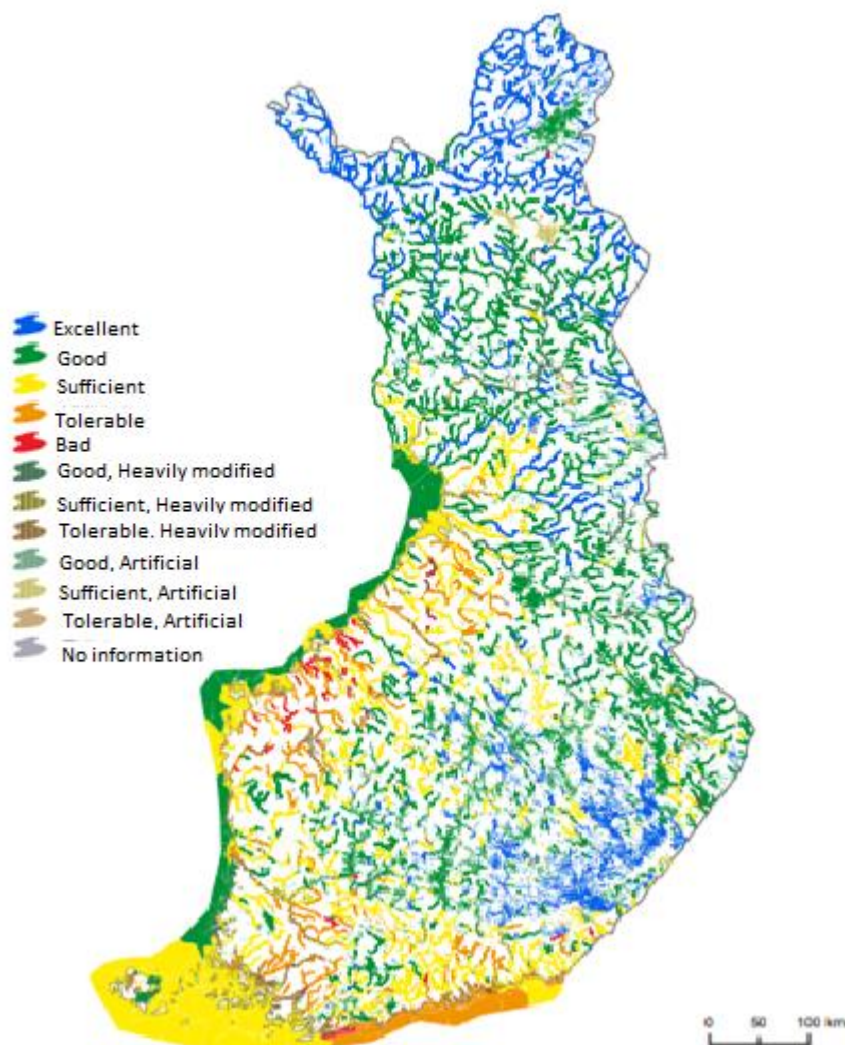 Excellent
Good
Sufficient
Tolerable
Bad
Good, Heavily modified
Sufficient, Heavily modified
Tolerable. Heavily modified
Good, Artificial
Sufficient, Artificial
Tolerable, Artificial
No information
0 50 100 km